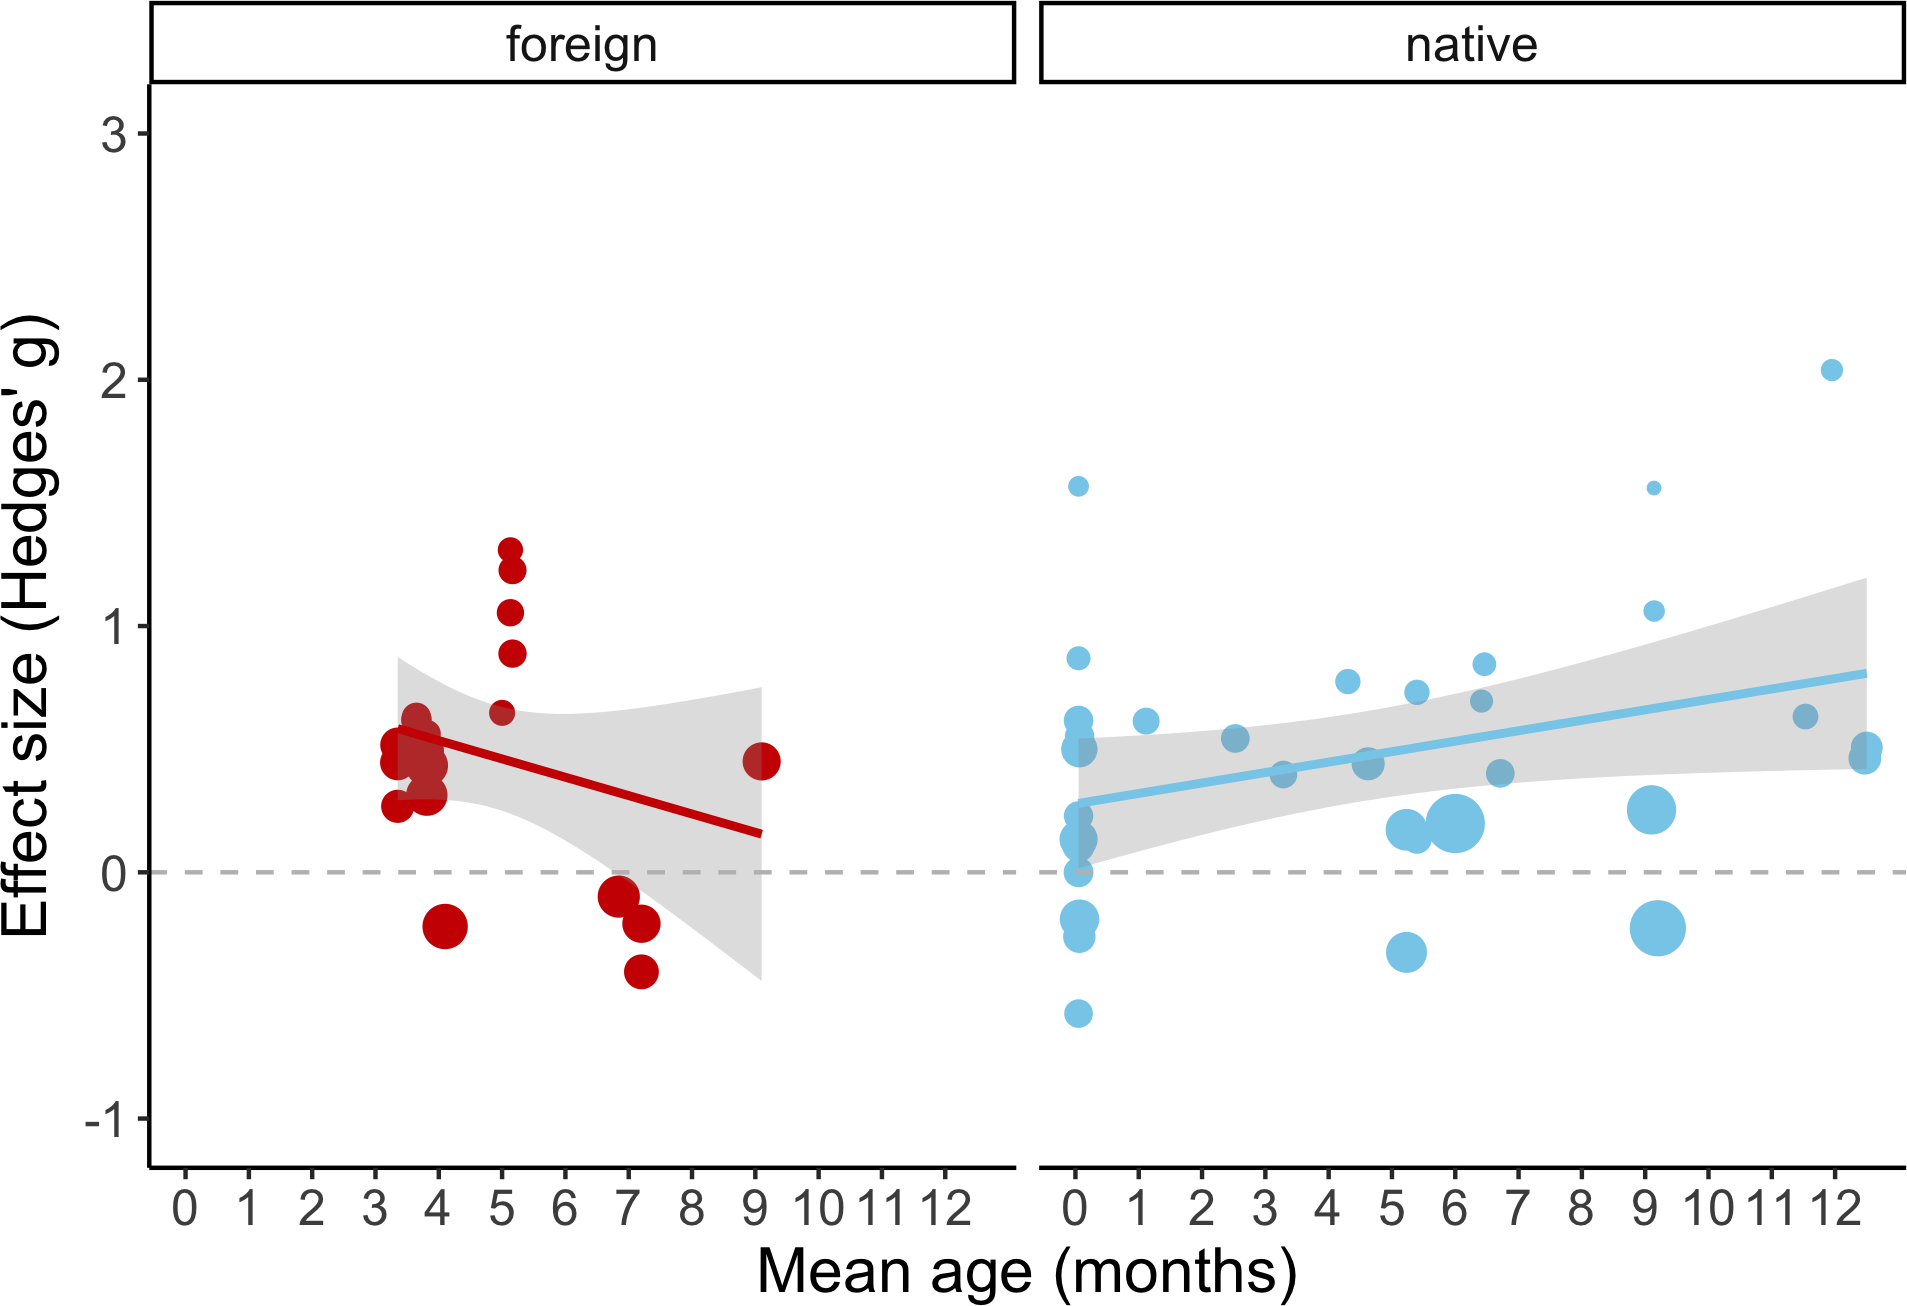 foreign
native
Effect size (Hedges' g)
3
2
1
0
-1
0 1 2 3 4 5 6 7 8 9 10 11 12
0 1 2 3 4 5 6 7 8 9 10 11 12
Mean age (months)